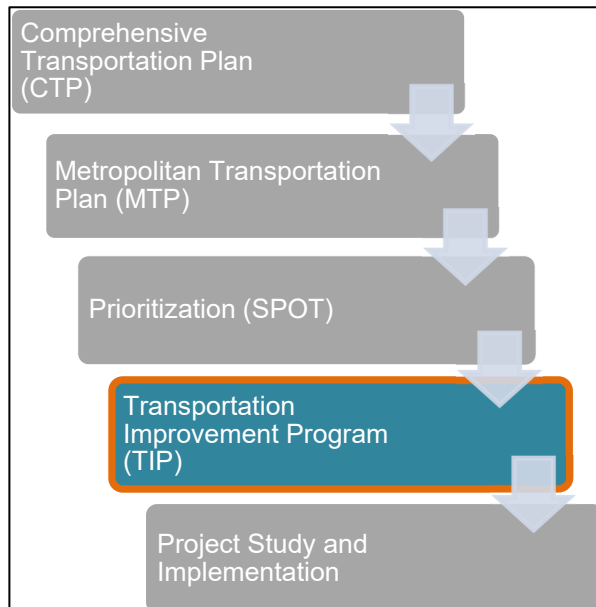 Comprehensive
Transportation Plan
(CTP)
Metropolitan Transportation
Plan (MTP)
Prioritization (SPOT)
Transportation
Improvement Program
(TIP)
Project Study and
Implementation